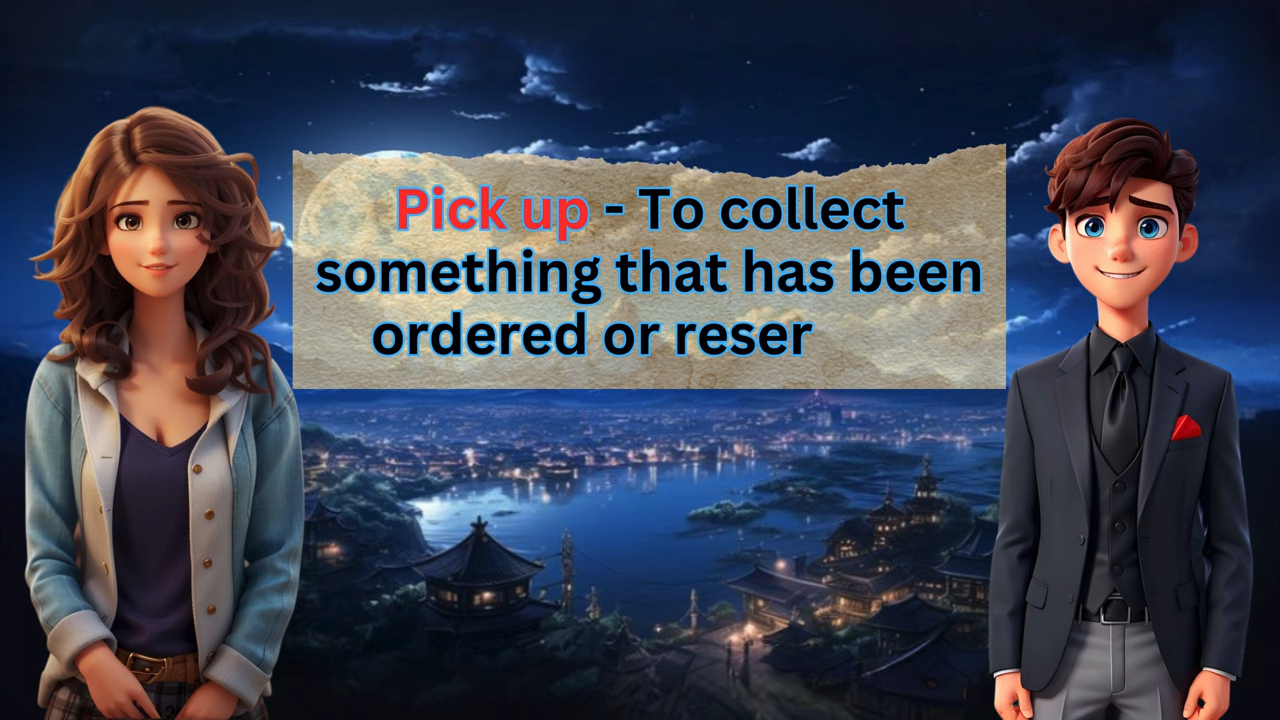 Pick up - To collect
something that has been
ordered or reser